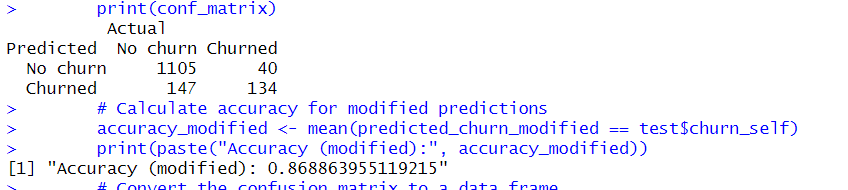 >        print(conf_matrix)
           Actual
Predicted  No churn Churned
  No churn     1105      40
  Churned       147     134
>        # Calculate accuracy for modified predictions
>        accuracy_modified <- mean(predicted_churn_modified == test$churn_self)
>        print(paste("Accuracy (modified):", accuracy_modified))
[1] "Accuracy (modified): 0.868863955119215"
>        # Convert the confusion matrix to a data frame